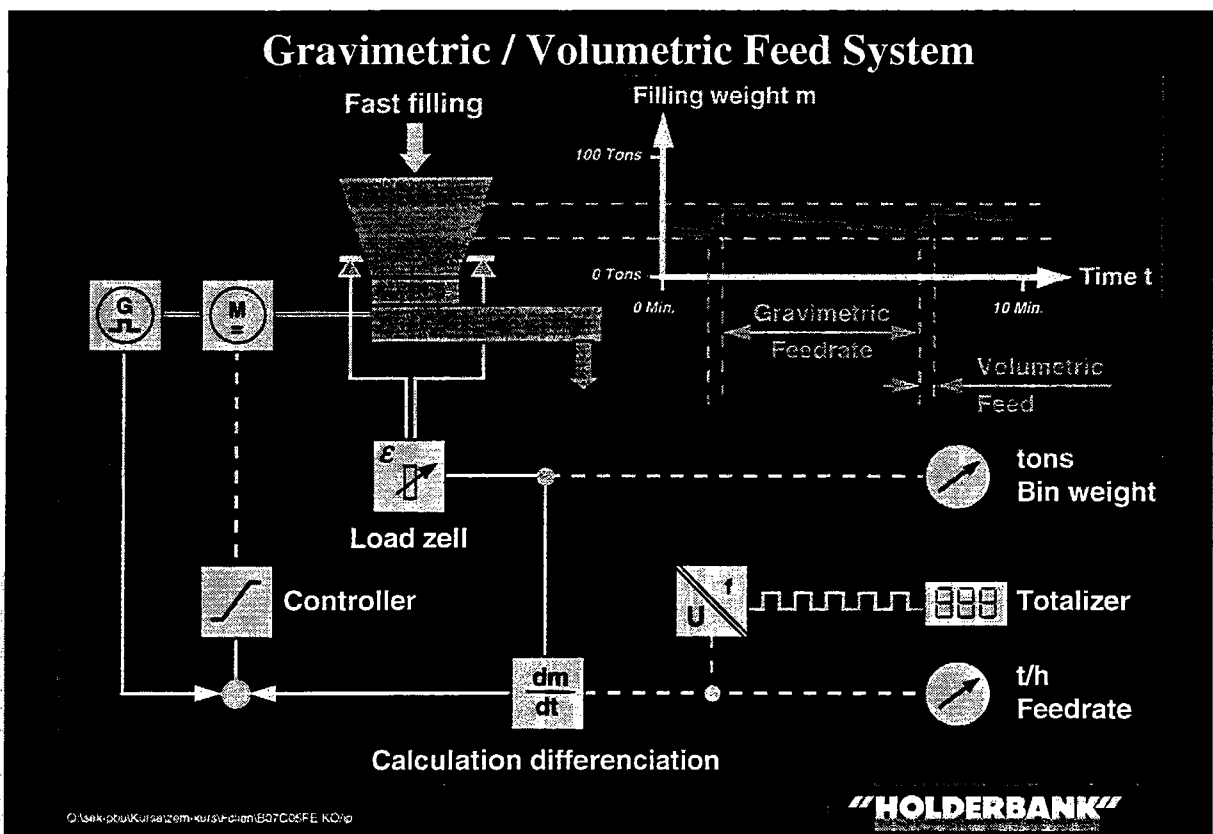 Gravimetric / Volumetric Feed System
Fast filling
Filling weight m
100 Tons
0 Tons
Time t
0 Min.
10 Min.
G
M
=
Gravimetric
Feedrate
Volumetric
Feed
ε
Load zell
tons
Bin weight
Controller
U f
999
Totalizer
dm
dt
t/h
Feedrate
Calculation differenciation
"HOLDERBANK"